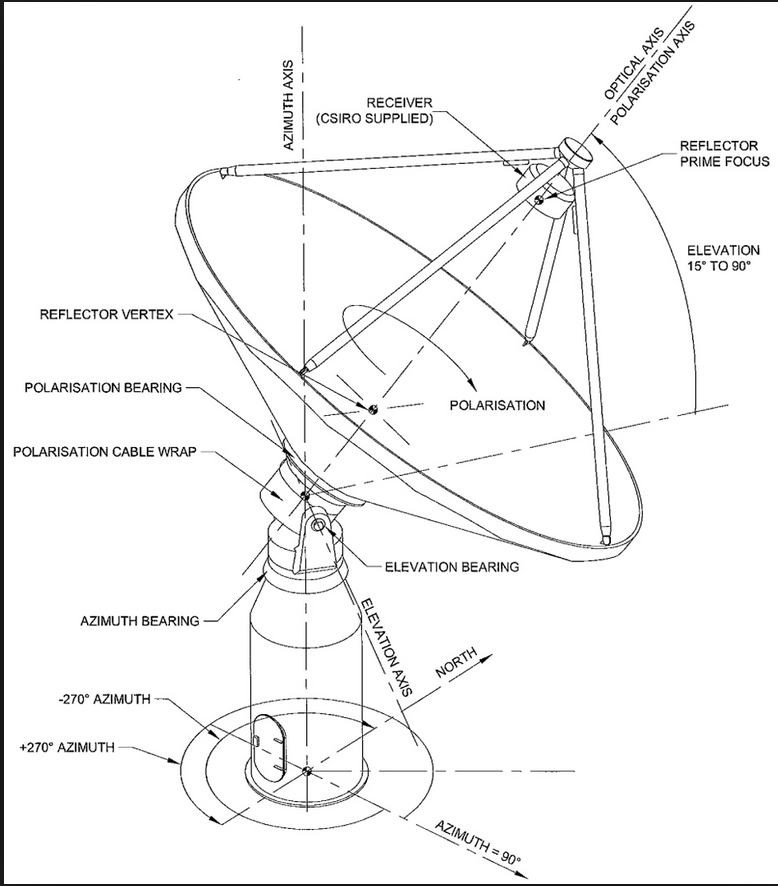 AZIMUTH AXIS
OPTICAL AXIS
POLARISATION AXIS
RECEIVER
(CSIRO SUPPLIED)
REFLECTOR
PRIME FOCUS
ELEVATION
15° TO 90°
REFLECTOR VERTEX
POLARISATION BEARING
POLARISATION
POLARISATION CABLE WRAP
ELEVATION BEARING
AZIMUTH BEARING
ELEVATION AXIS
NORTH
-270° AZIMUTH
+270° AZIMUTH
AZIMUTH = 90°